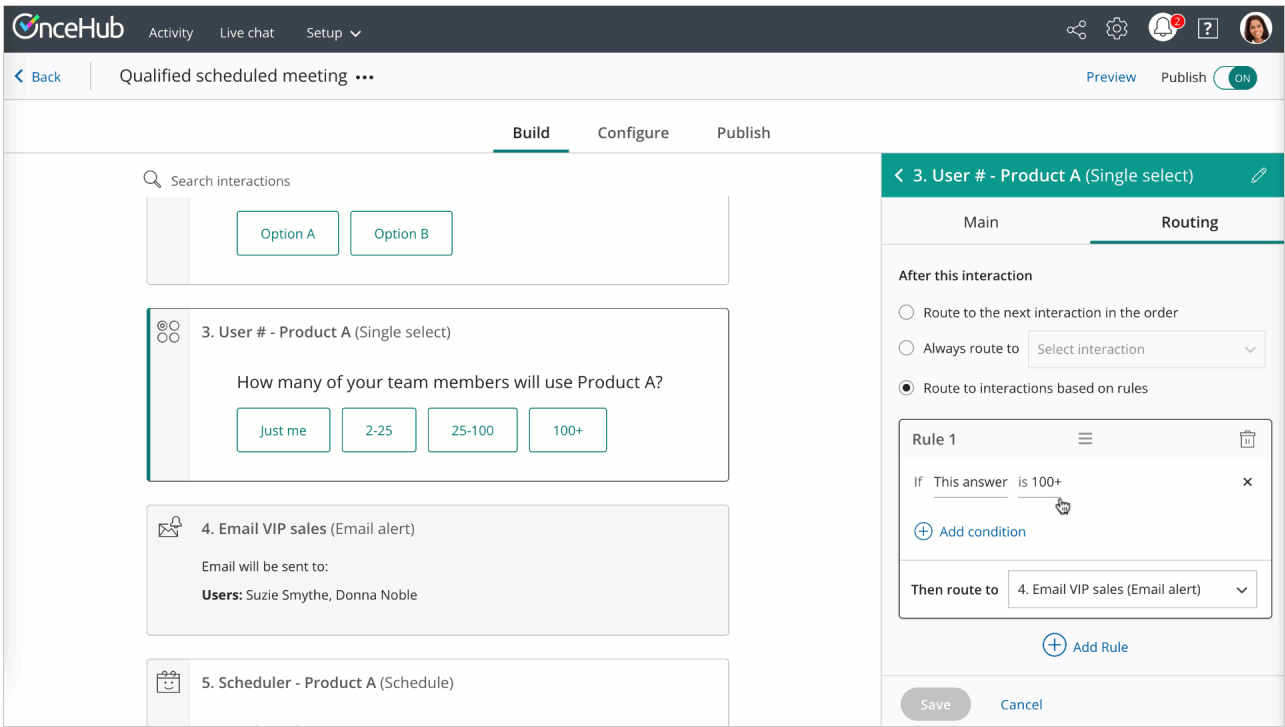 OnceHub
Activity Live chat Setup
2
?
Back Qualified scheduled meeting ••• Preview Publish ON
Build Configure Publish
Search interactions
Option A Option B
3. User # - Product A (Single select)
How many of your team members will use Product A?
Just me 2-25 25-100 100+
4. Email VIP sales (Email alert)
Email will be sent to:
Users: Suzie Smythe, Donna Noble
5. Scheduler - Product A (Schedule)
3. User # - Product A (Single select)
Main Routing
After this interaction
Route to the next interaction in the order
Always route to Select interaction
Route to interactions based on rules
Rule 1
If This answer is 100+
Add condition
Then route to 4. Email VIP sales (Email alert)
Add Rule
Save Cancel